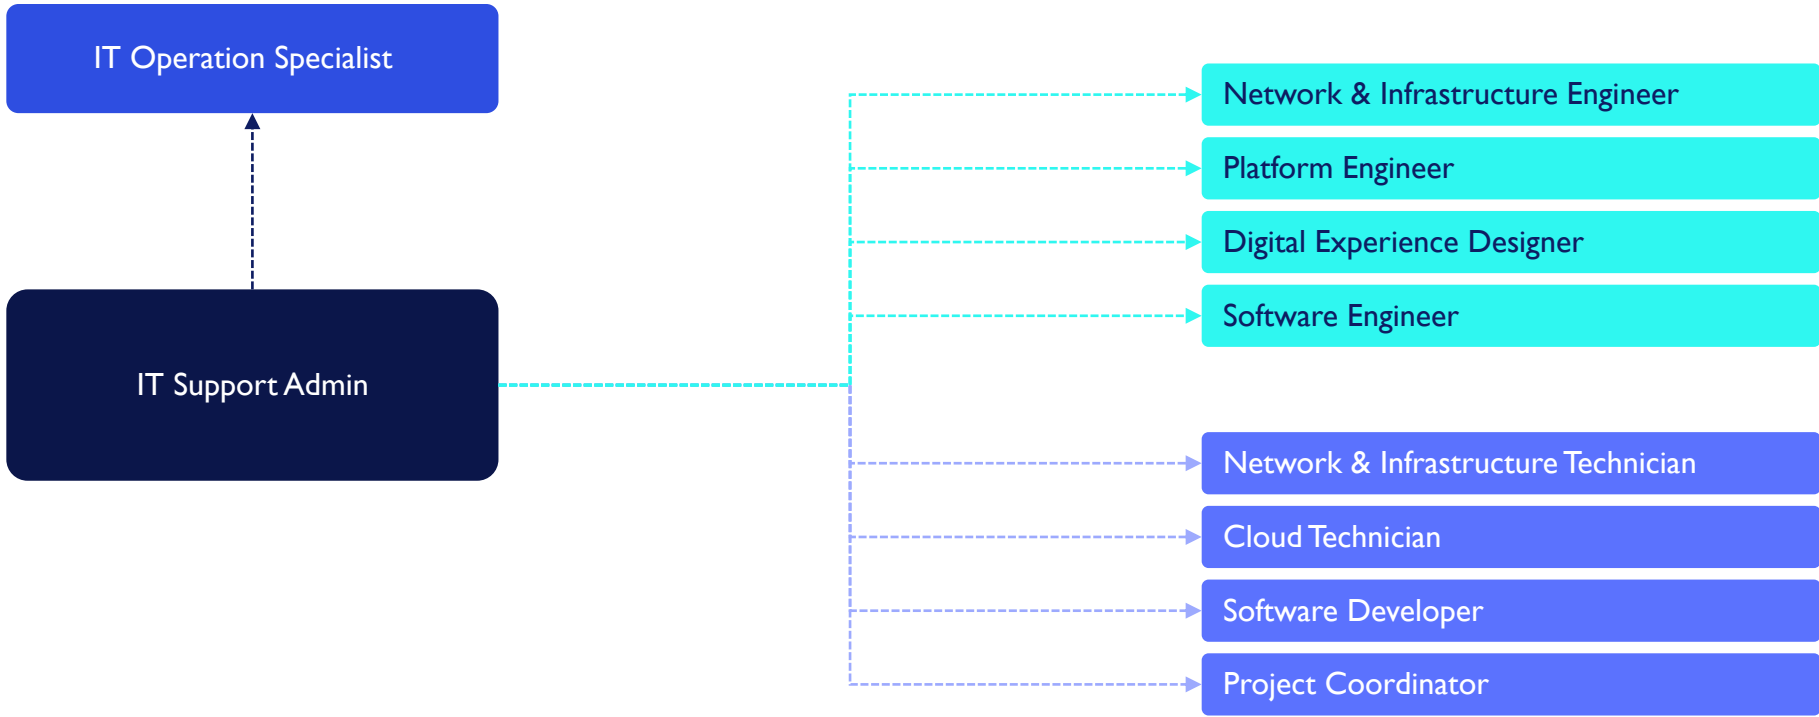 IT Operation Specialist
IT Support Admin
Network & Infrastructure Engineer
Platform Engineer
Digital Experience Designer
Software Engineer
Network & Infrastructure Technician
Cloud Technician
Software Developer
Project Coordinator